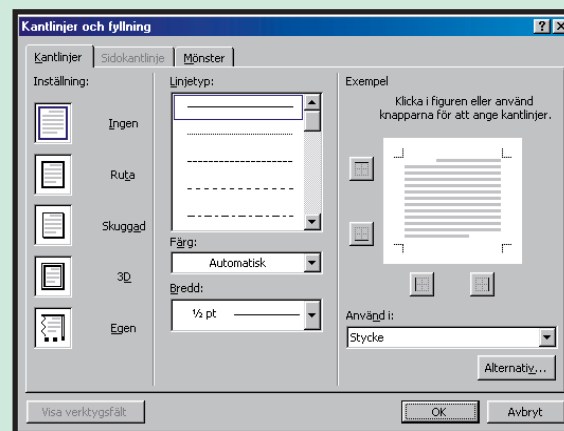 Kantlinjer och fyllning
Kantlinjer Sidokantlinje Mönster
Inställning:
Ingen
Ruta
Skuggad
3D
Egen
Linjetyp:
Färg:
Automatisk
Bredd:
½ pt
Exempel
Klicka i figuren eller använd
knapparna för att ange kantlinjer.
Använd i:
Stycke
Alternativ...
Visa verktygsfält
OK
Avbryt